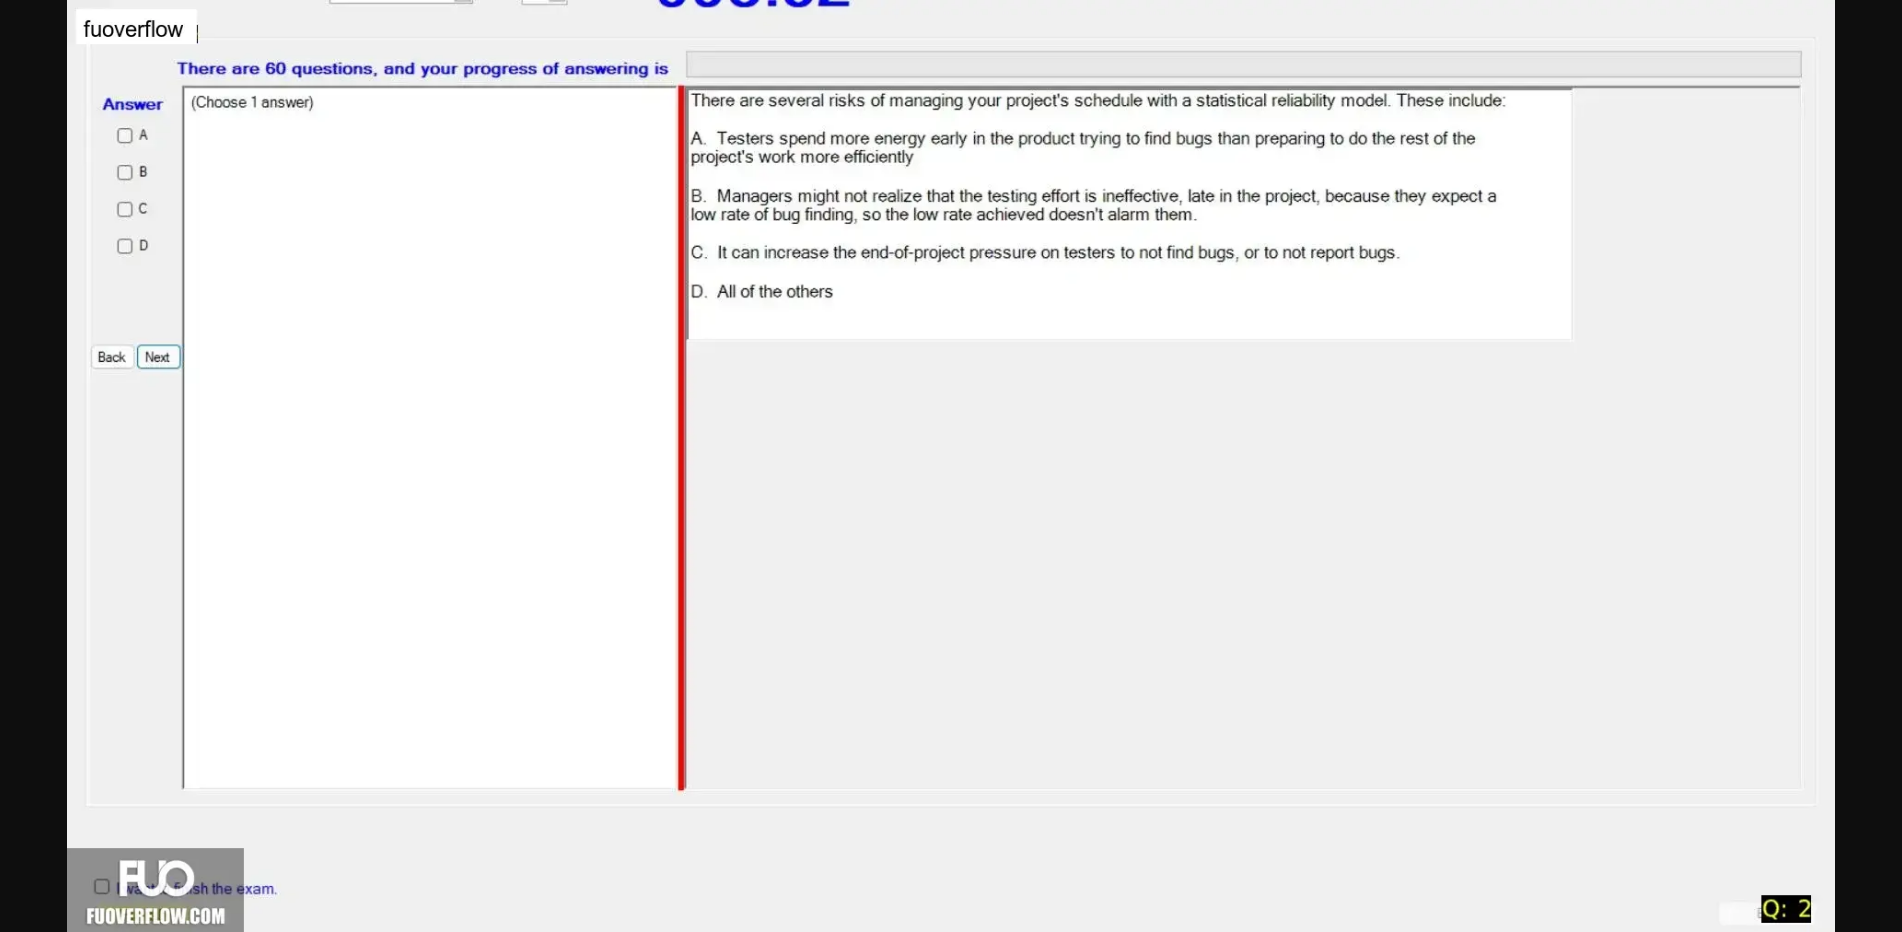 fuoverflow
There are 60 questions, and your progress of answering is
Answer
(Choose 1 answer)
A
B
C
D
Back Next
There are several risks of managing your project's schedule with a statistical reliability model. These include:
A. Testers spend more energy early in the product trying to find bugs than preparing to do the rest of the
project's work more efficiently
B. Managers might not realize that the testing effort is ineffective, late in the project, because they expect a
low rate of bug finding, so the low rate achieved doesn't alarm them.
C. It can increase the end-of-project pressure on testers to not find bugs, or to not report bugs.
D. All of the others
FUO
the exam.
FUOVERFLOW.COM
Q: 2